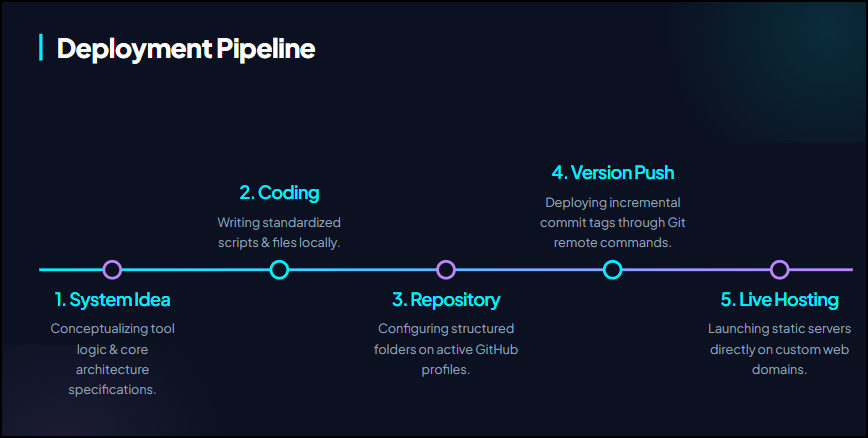 Deployment Pipeline
1. System Idea
Conceptualizing tool
logic & core
architecture
specifications.
2. Coding
Writing standardized
scripts & files locally.
3. Repository
Configuring structured
folders on active GitHub
profiles.
4. Version Push
Deploying incremental
commit tags through Git
remote commands.
5. Live Hosting
Launching static servers
directly on custom web
domains.